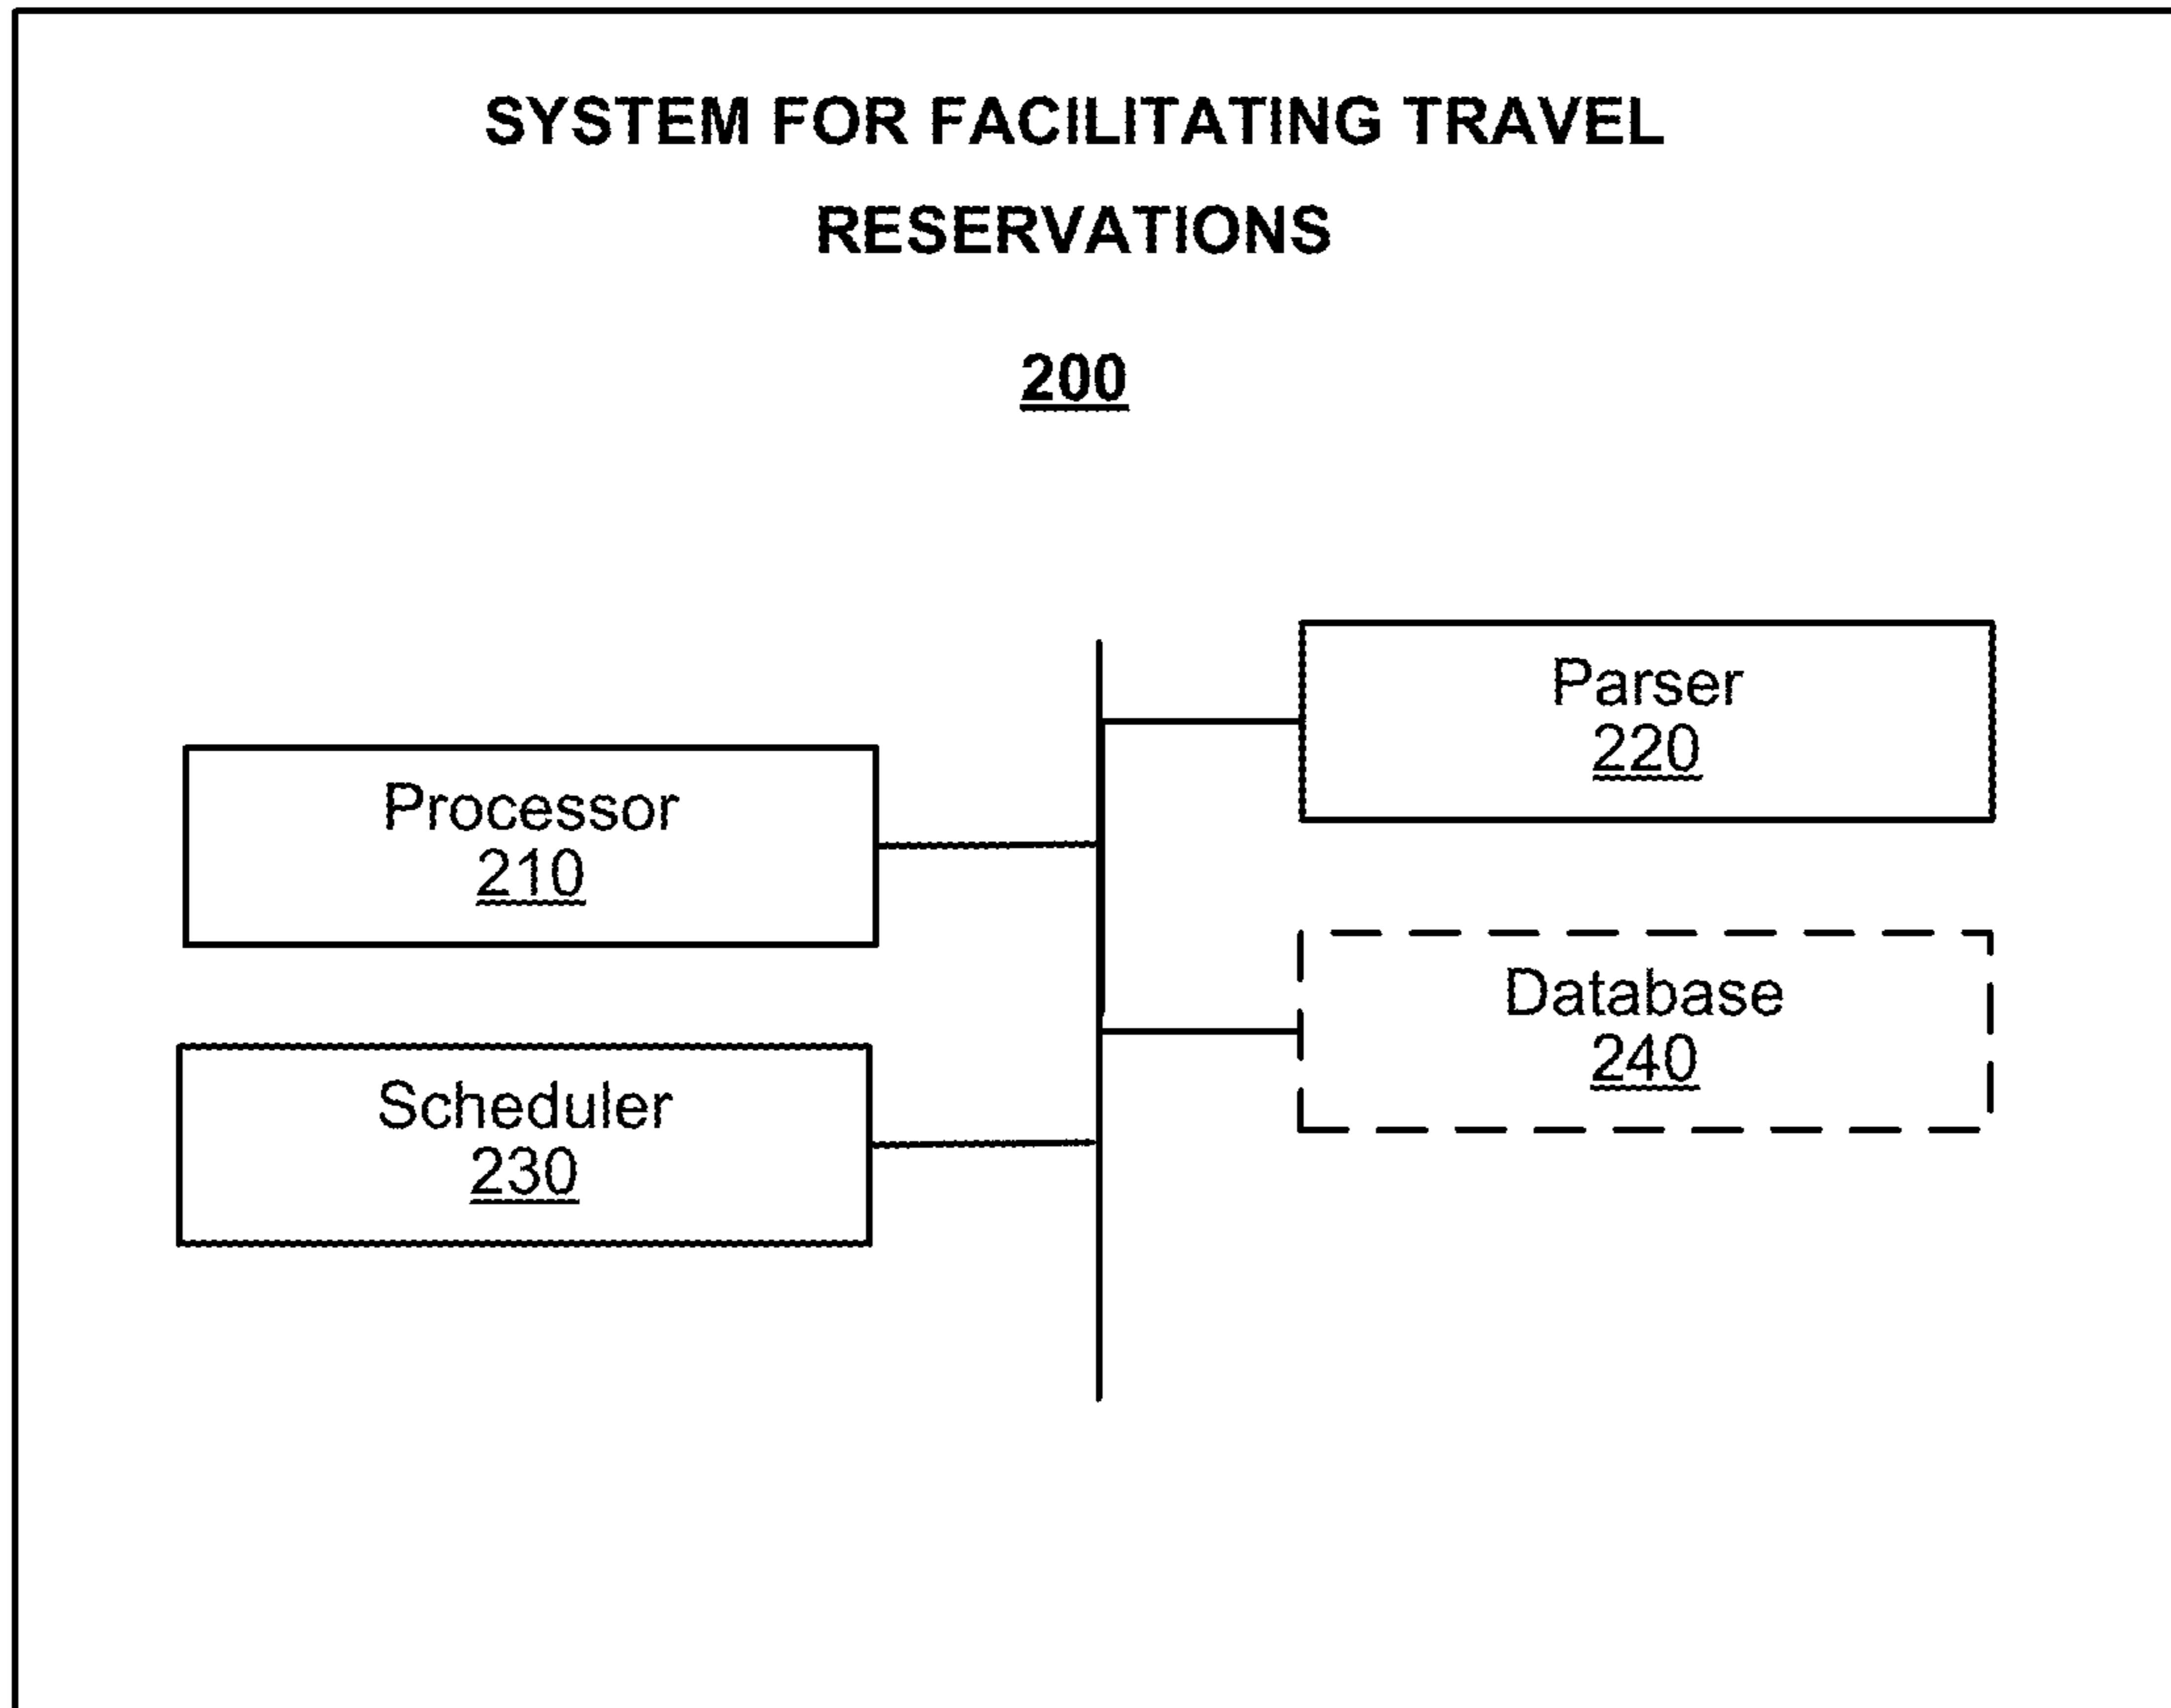 SYSTEM FOR FACILITATING TRAVEL
RESERVATIONS
200
Parser
220
Processor
210
Database
240
Scheduler
230